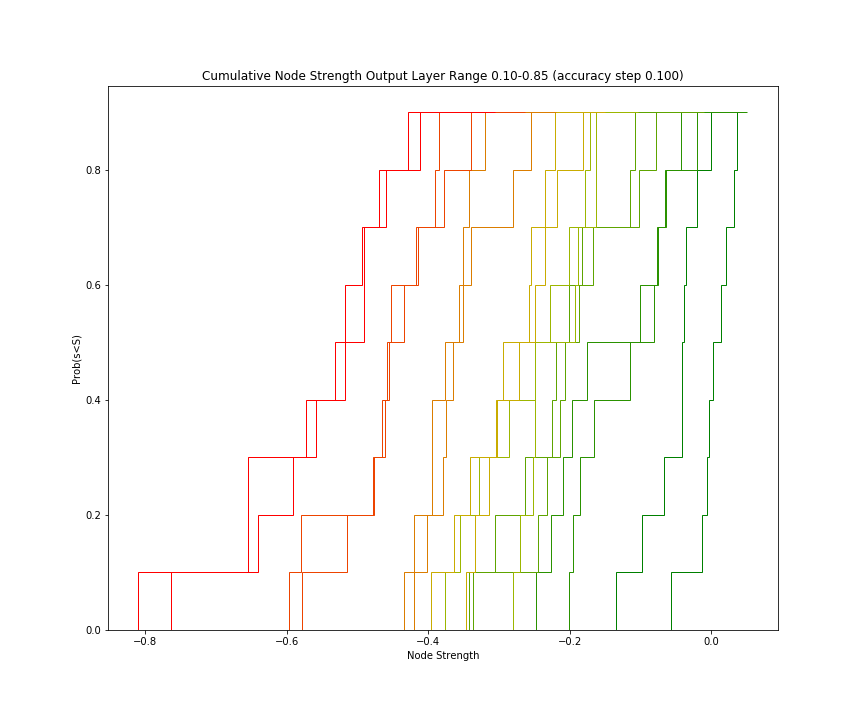 Cumulative Node Strength Output Layer Range 0.10-0.85 (accuracy step 0.100)
Prob(s<S)
0.8
0.6
0.4
0.2
0.0
−0.8 −0.6 −0.4 −0.2 0.0
Node Strength